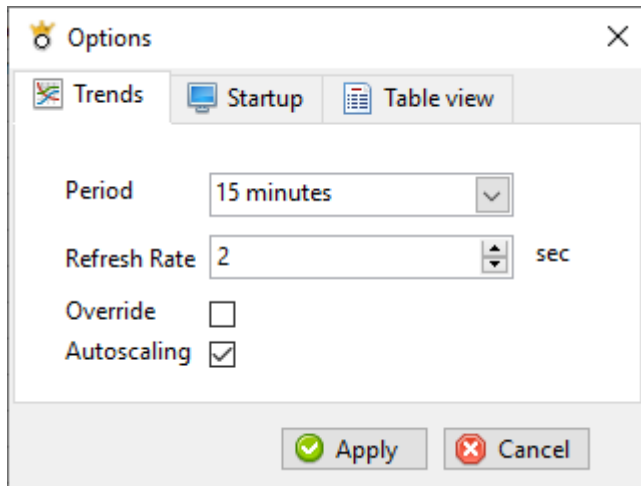 Options
Trends Startup Table view
Period 15 minutes
Refresh Rate 2 sec
Override
Autoscaling
Apply Cancel